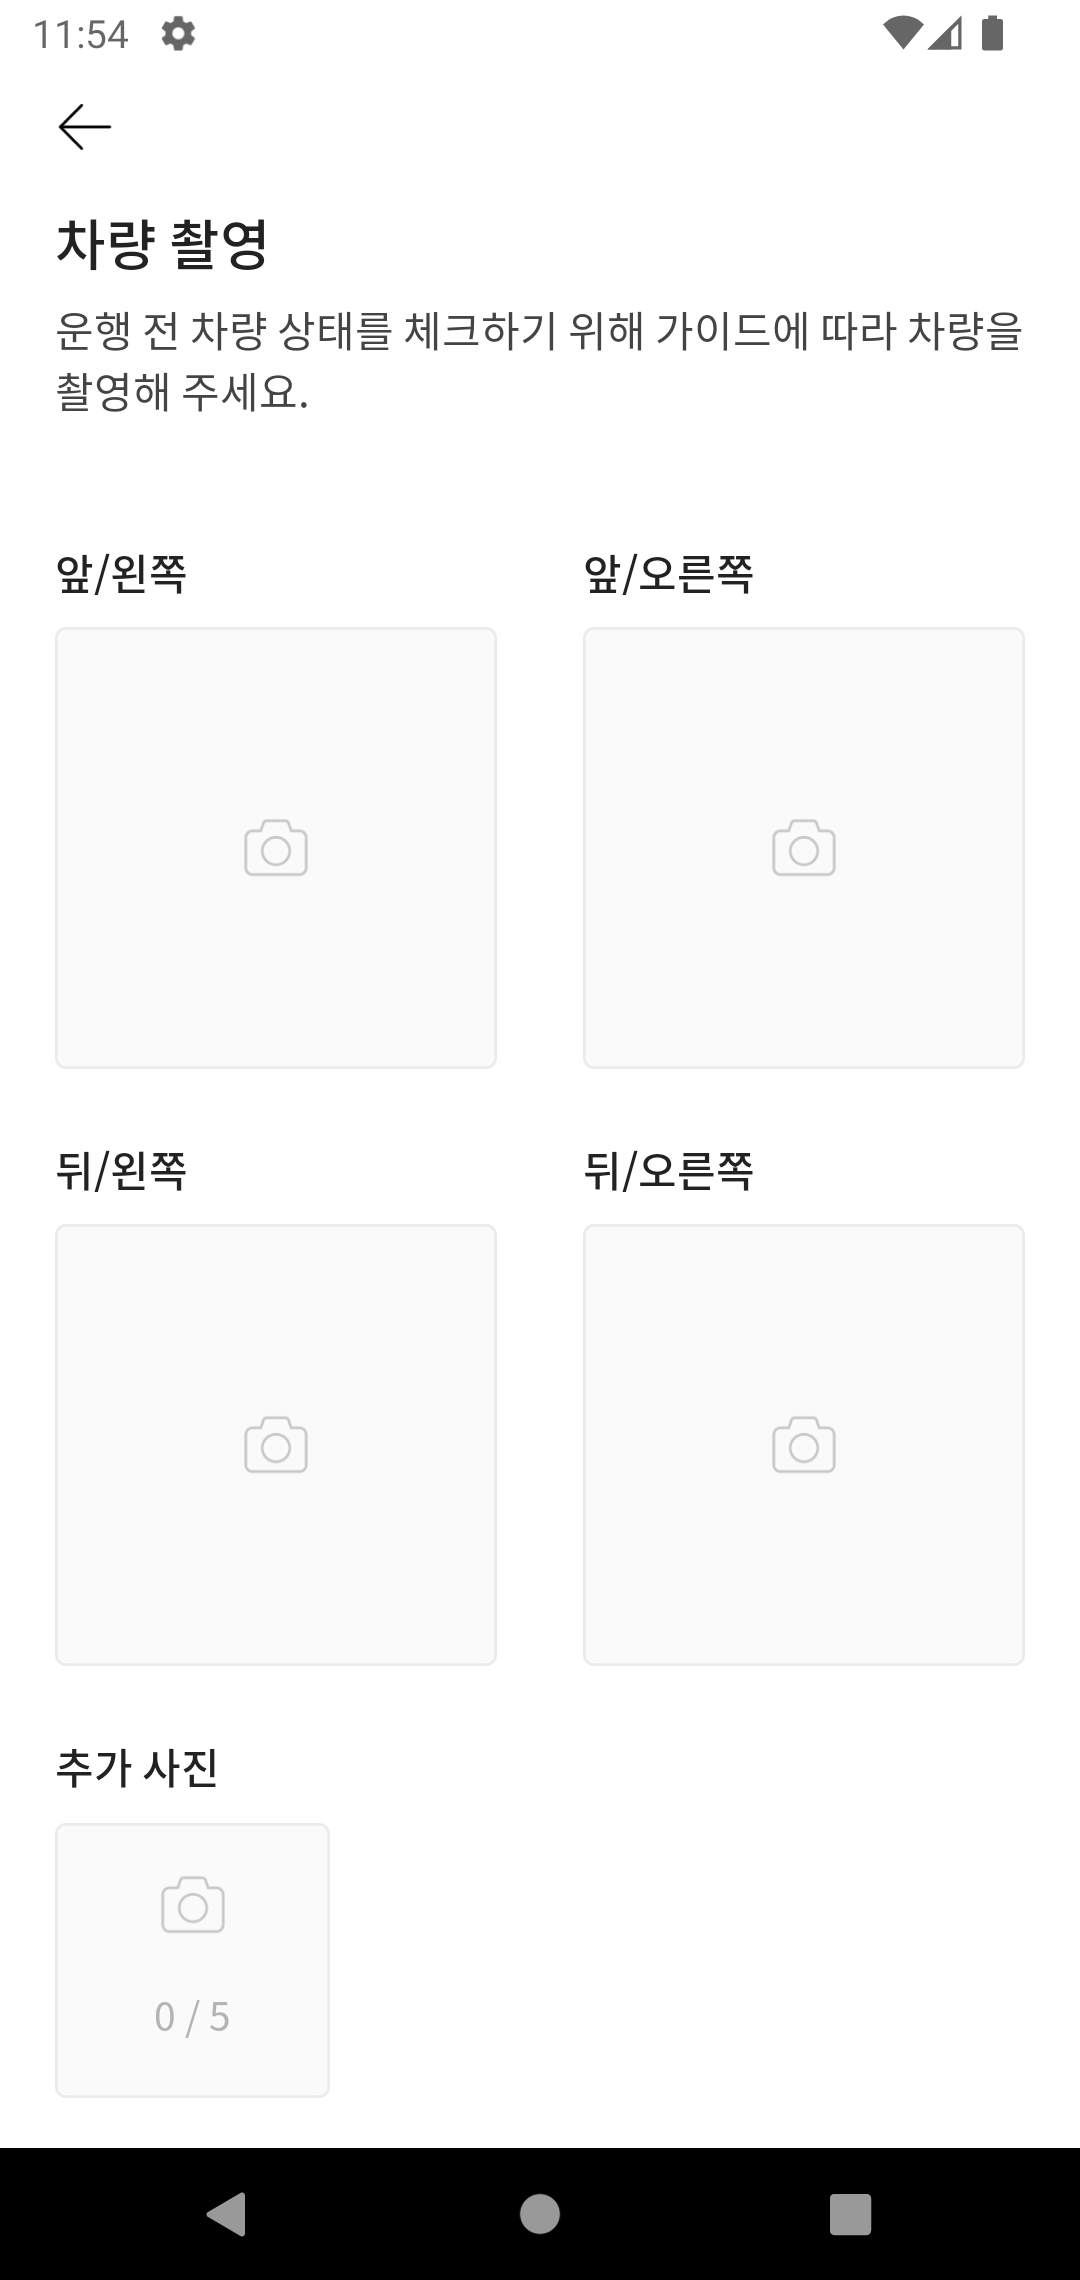 11:54
차량 촬영
운행 전 차량 상태를 체크하기 위해 가이드에 따라 차량을
촬영해 주세요.
앞/왼쪽
앞/오른쪽
뒤/왼쪽
뒤/오른쪽
추가 사진
0 / 5